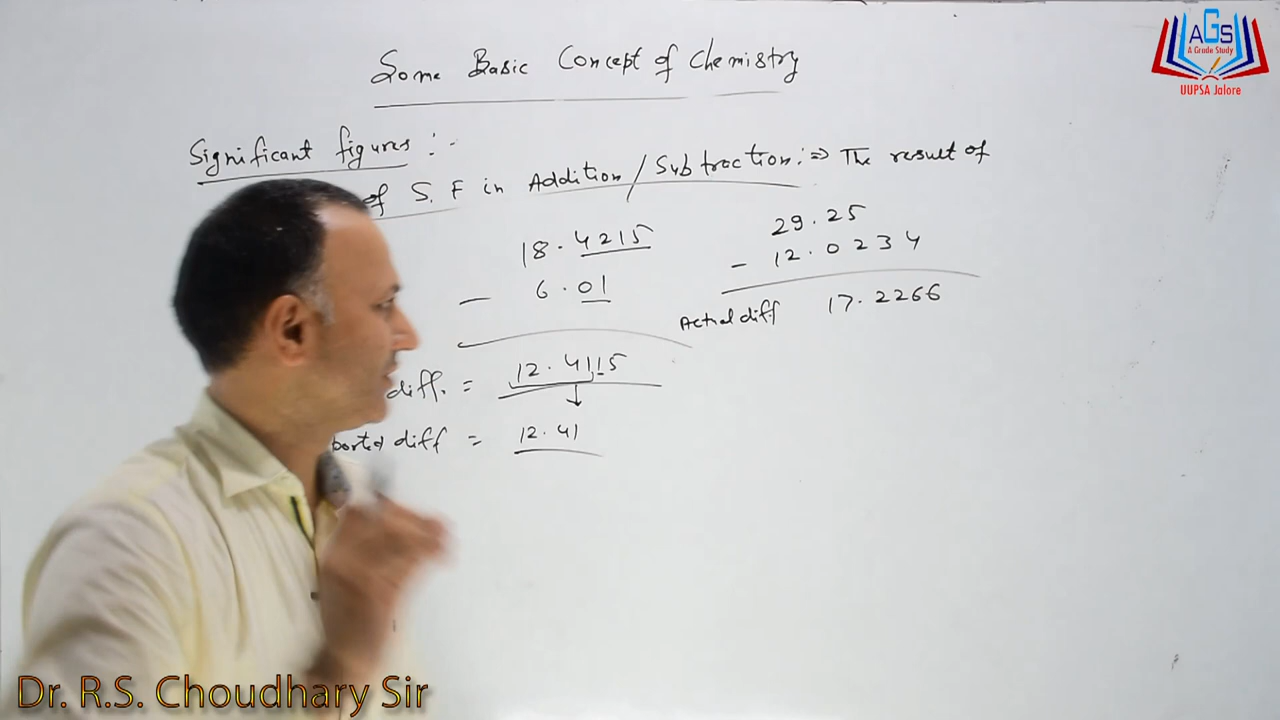 Some Basic Concept of Chemistry
AGS
A Grade Study
UUPSA Jalore
Significant figures :-
of S. F in Addition/Subtraction:⇒ The result of
18.4215
- 6.01
diff. = 12.4115
ported diff = 12.41
29.25
- 12.0234
Actual diff 17.2266
Dr. R.S. Choudhary Sir